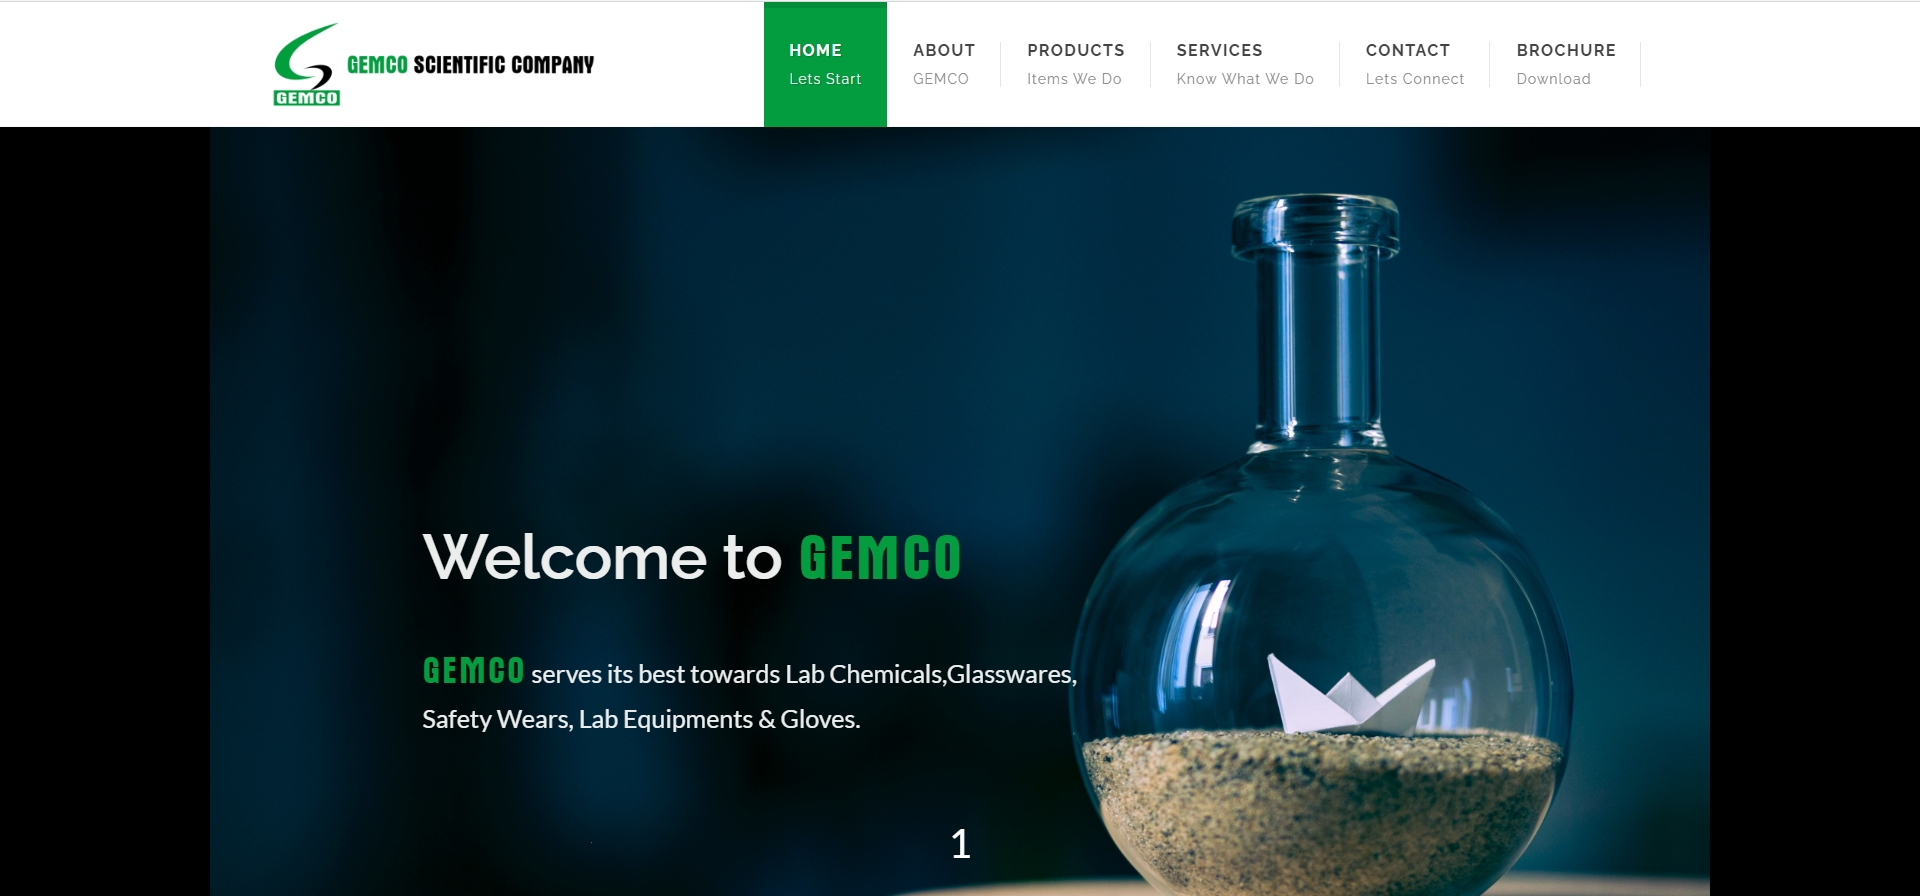 GEMCO
GEMCO SCIENTIFIC COMPANY
HOME
Lets Start
ABOUT
GEMCO
PRODUCTS
Items We Do
SERVICES
Know What We Do
CONTACT
Lets Connect
BROCHURE
Download
Welcome to GEMCO
GEMCO serves its best towards Lab Chemicals,Glasswares,
Safety Wears, Lab Equipments & Gloves.
1